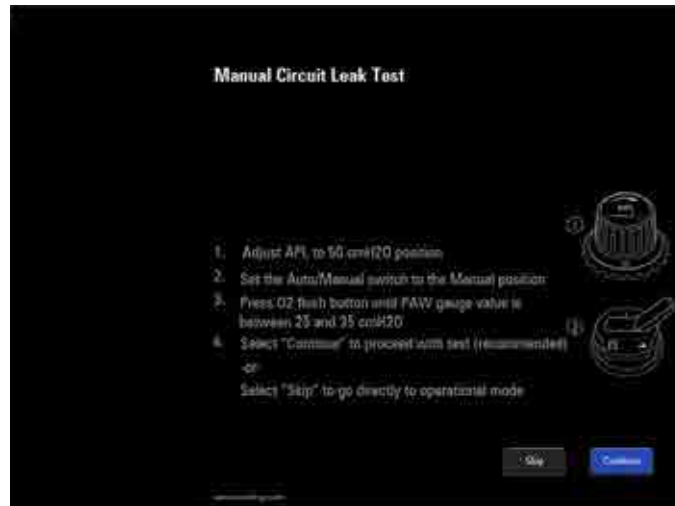 Manual Circuit Leak Test
1. Adjust APL to 50 cmH2O position
2. Set the Auto/Manual switch to the Manual position
3. Press O2 flush button until PAW gauge value is
between 25 and 35 cmH2O
4. Select "Continue" to proceed with test (recommended)
-or-
Select "Skip" to go directly to operational mode
Skip
Continue